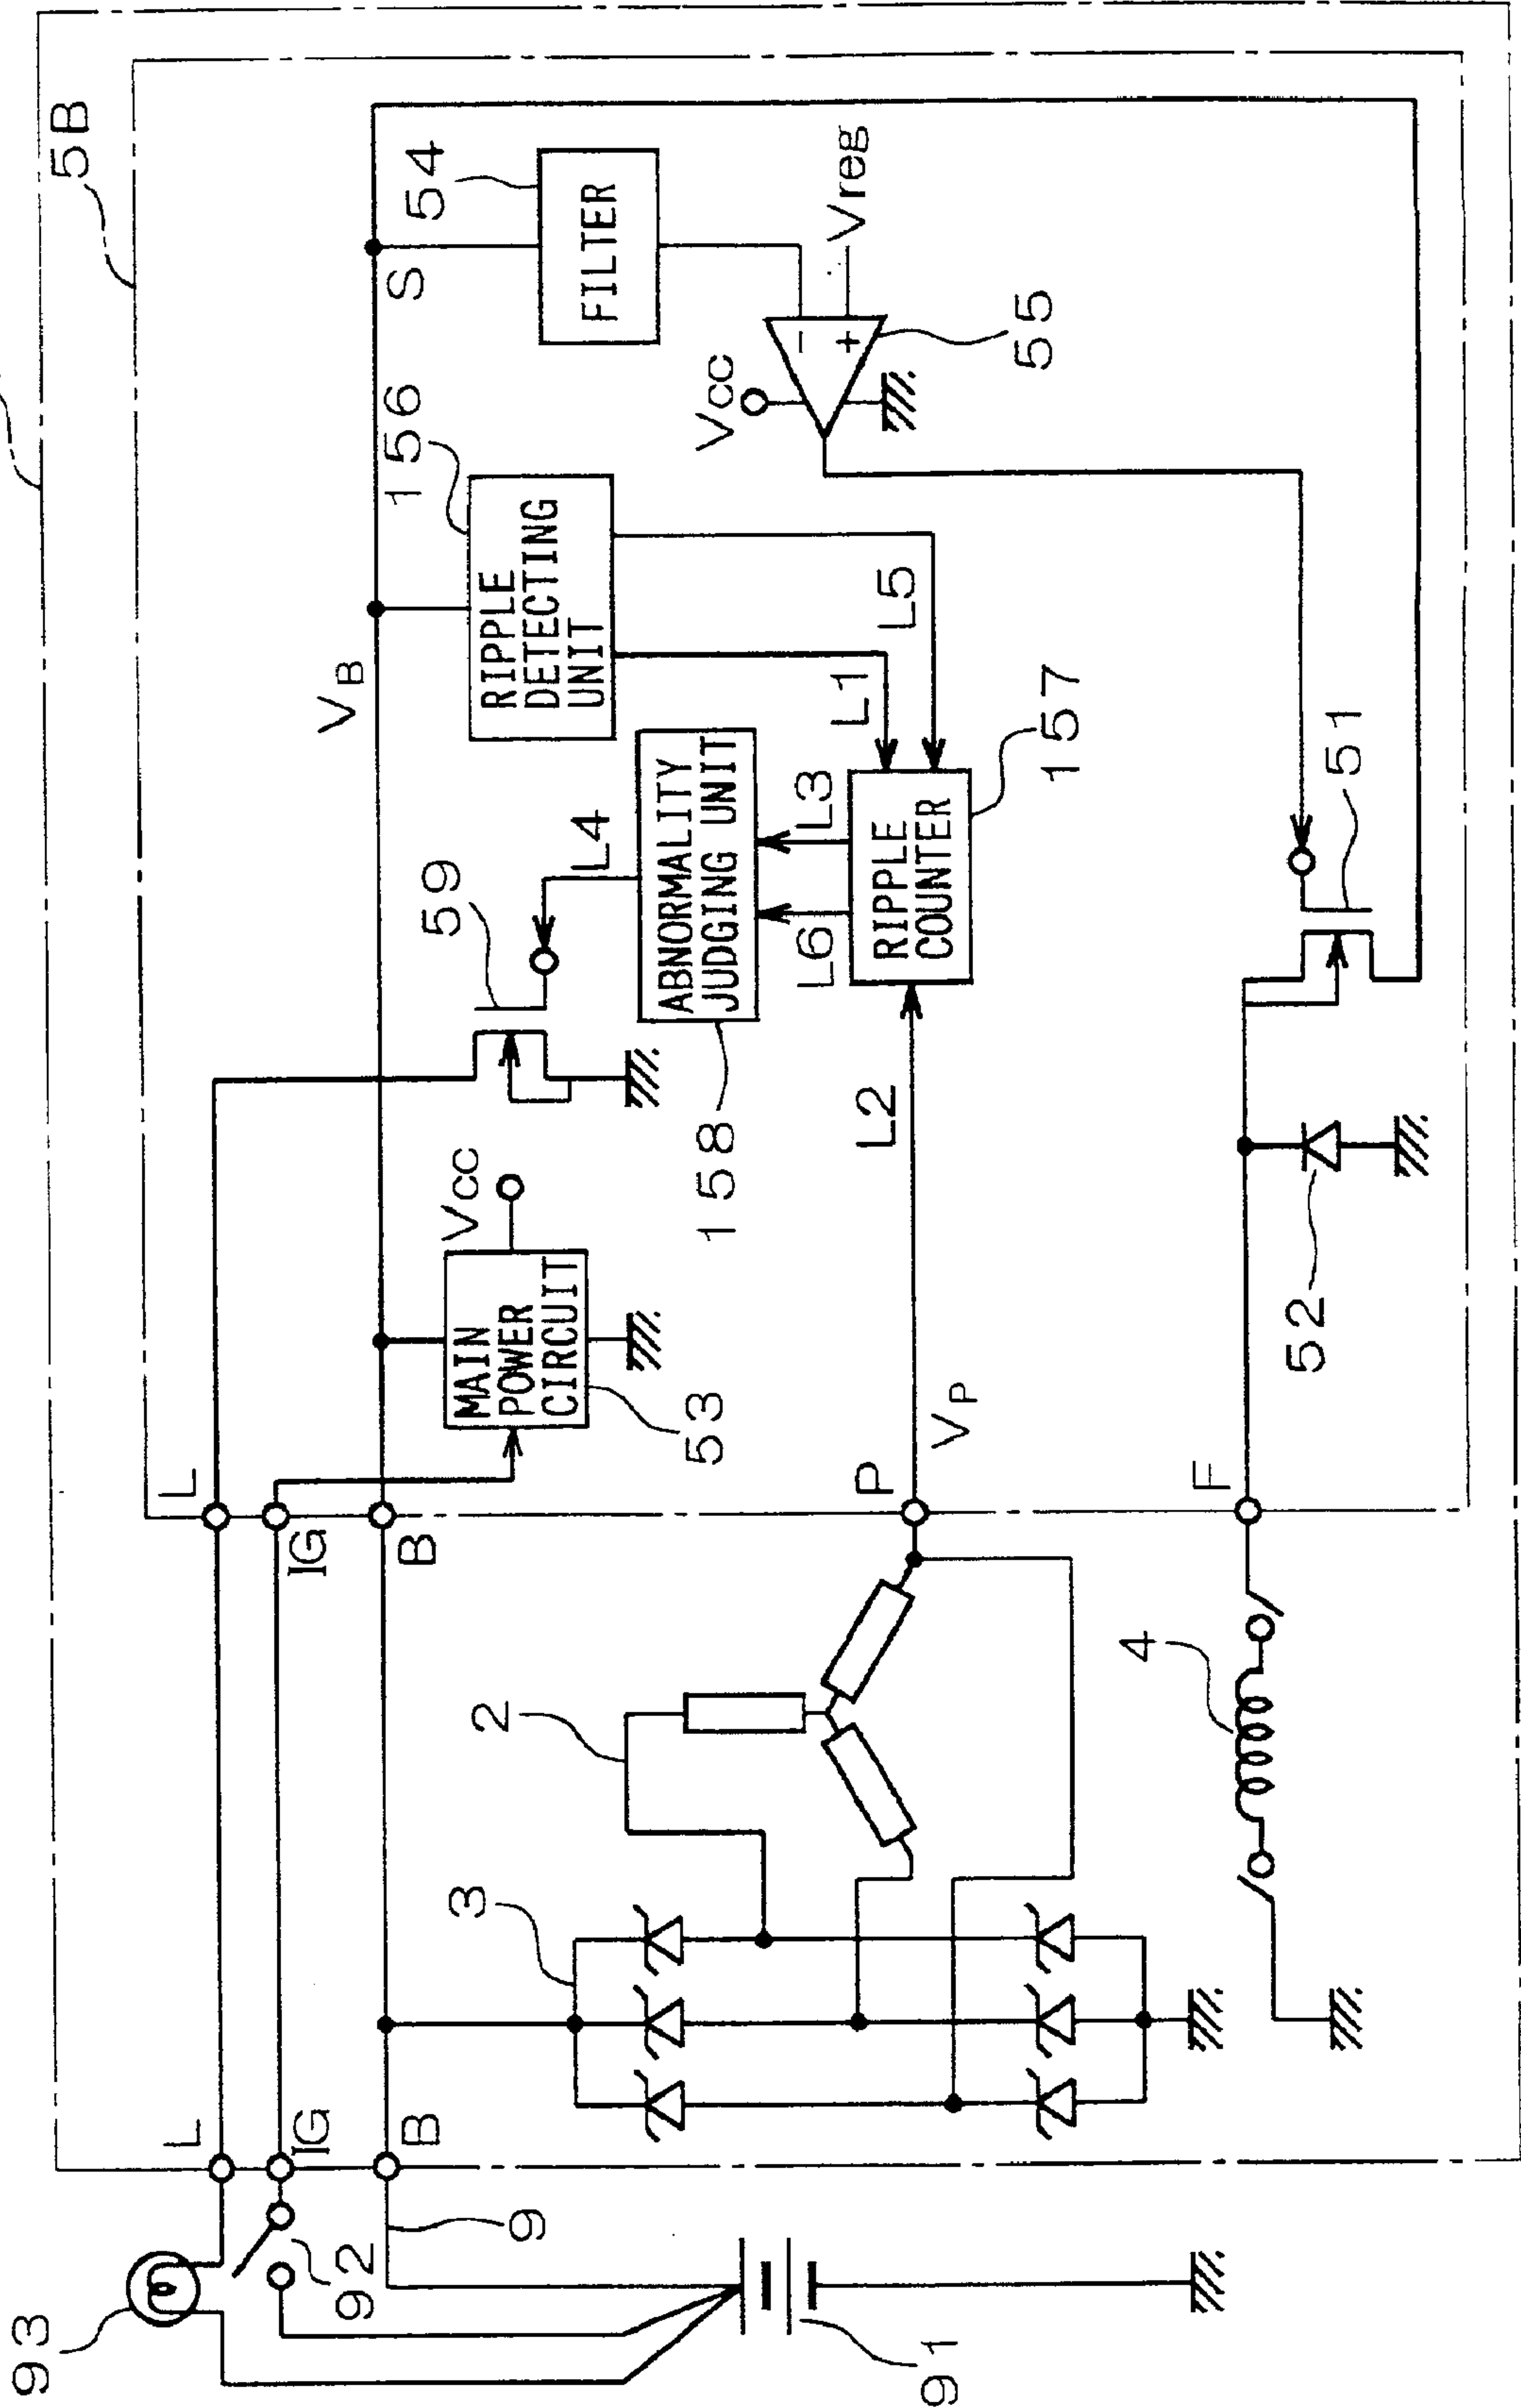 5B
L
IG
B
VB
S
54
FILTER
Vreg
Vcc
55
156
RIPPLE
DETECTING
UNIT
L1
L5
59
L4
ABNORMALITY
JUDGING UNIT
158
L3
L6
RIPPLE
COUNTER
157
L2
Vcc
MAIN
POWER
CIRCUIT
53
P
VP
F
51
52
2
3
4
L
IG
B
9
93
92
91